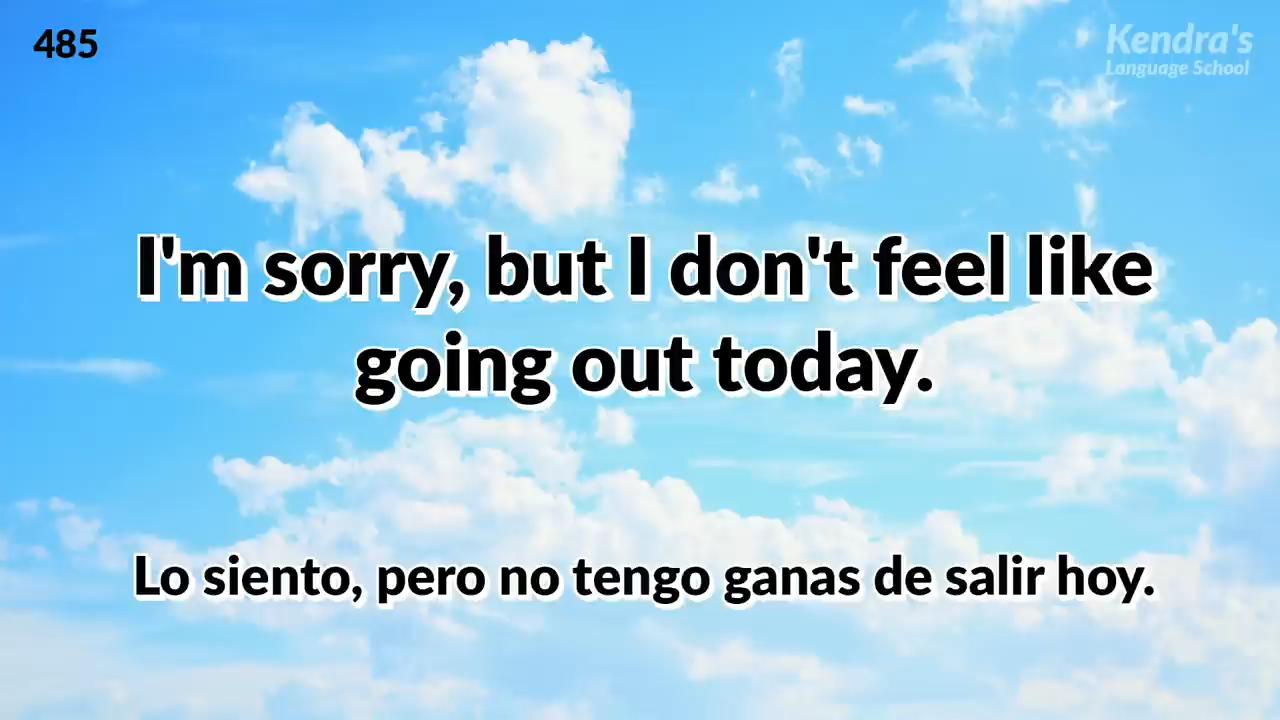 485
Kendra's
Language School
I'm sorry, but I don't feel like
going out today.
Lo siento, pero no tengo ganas de salir hoy.